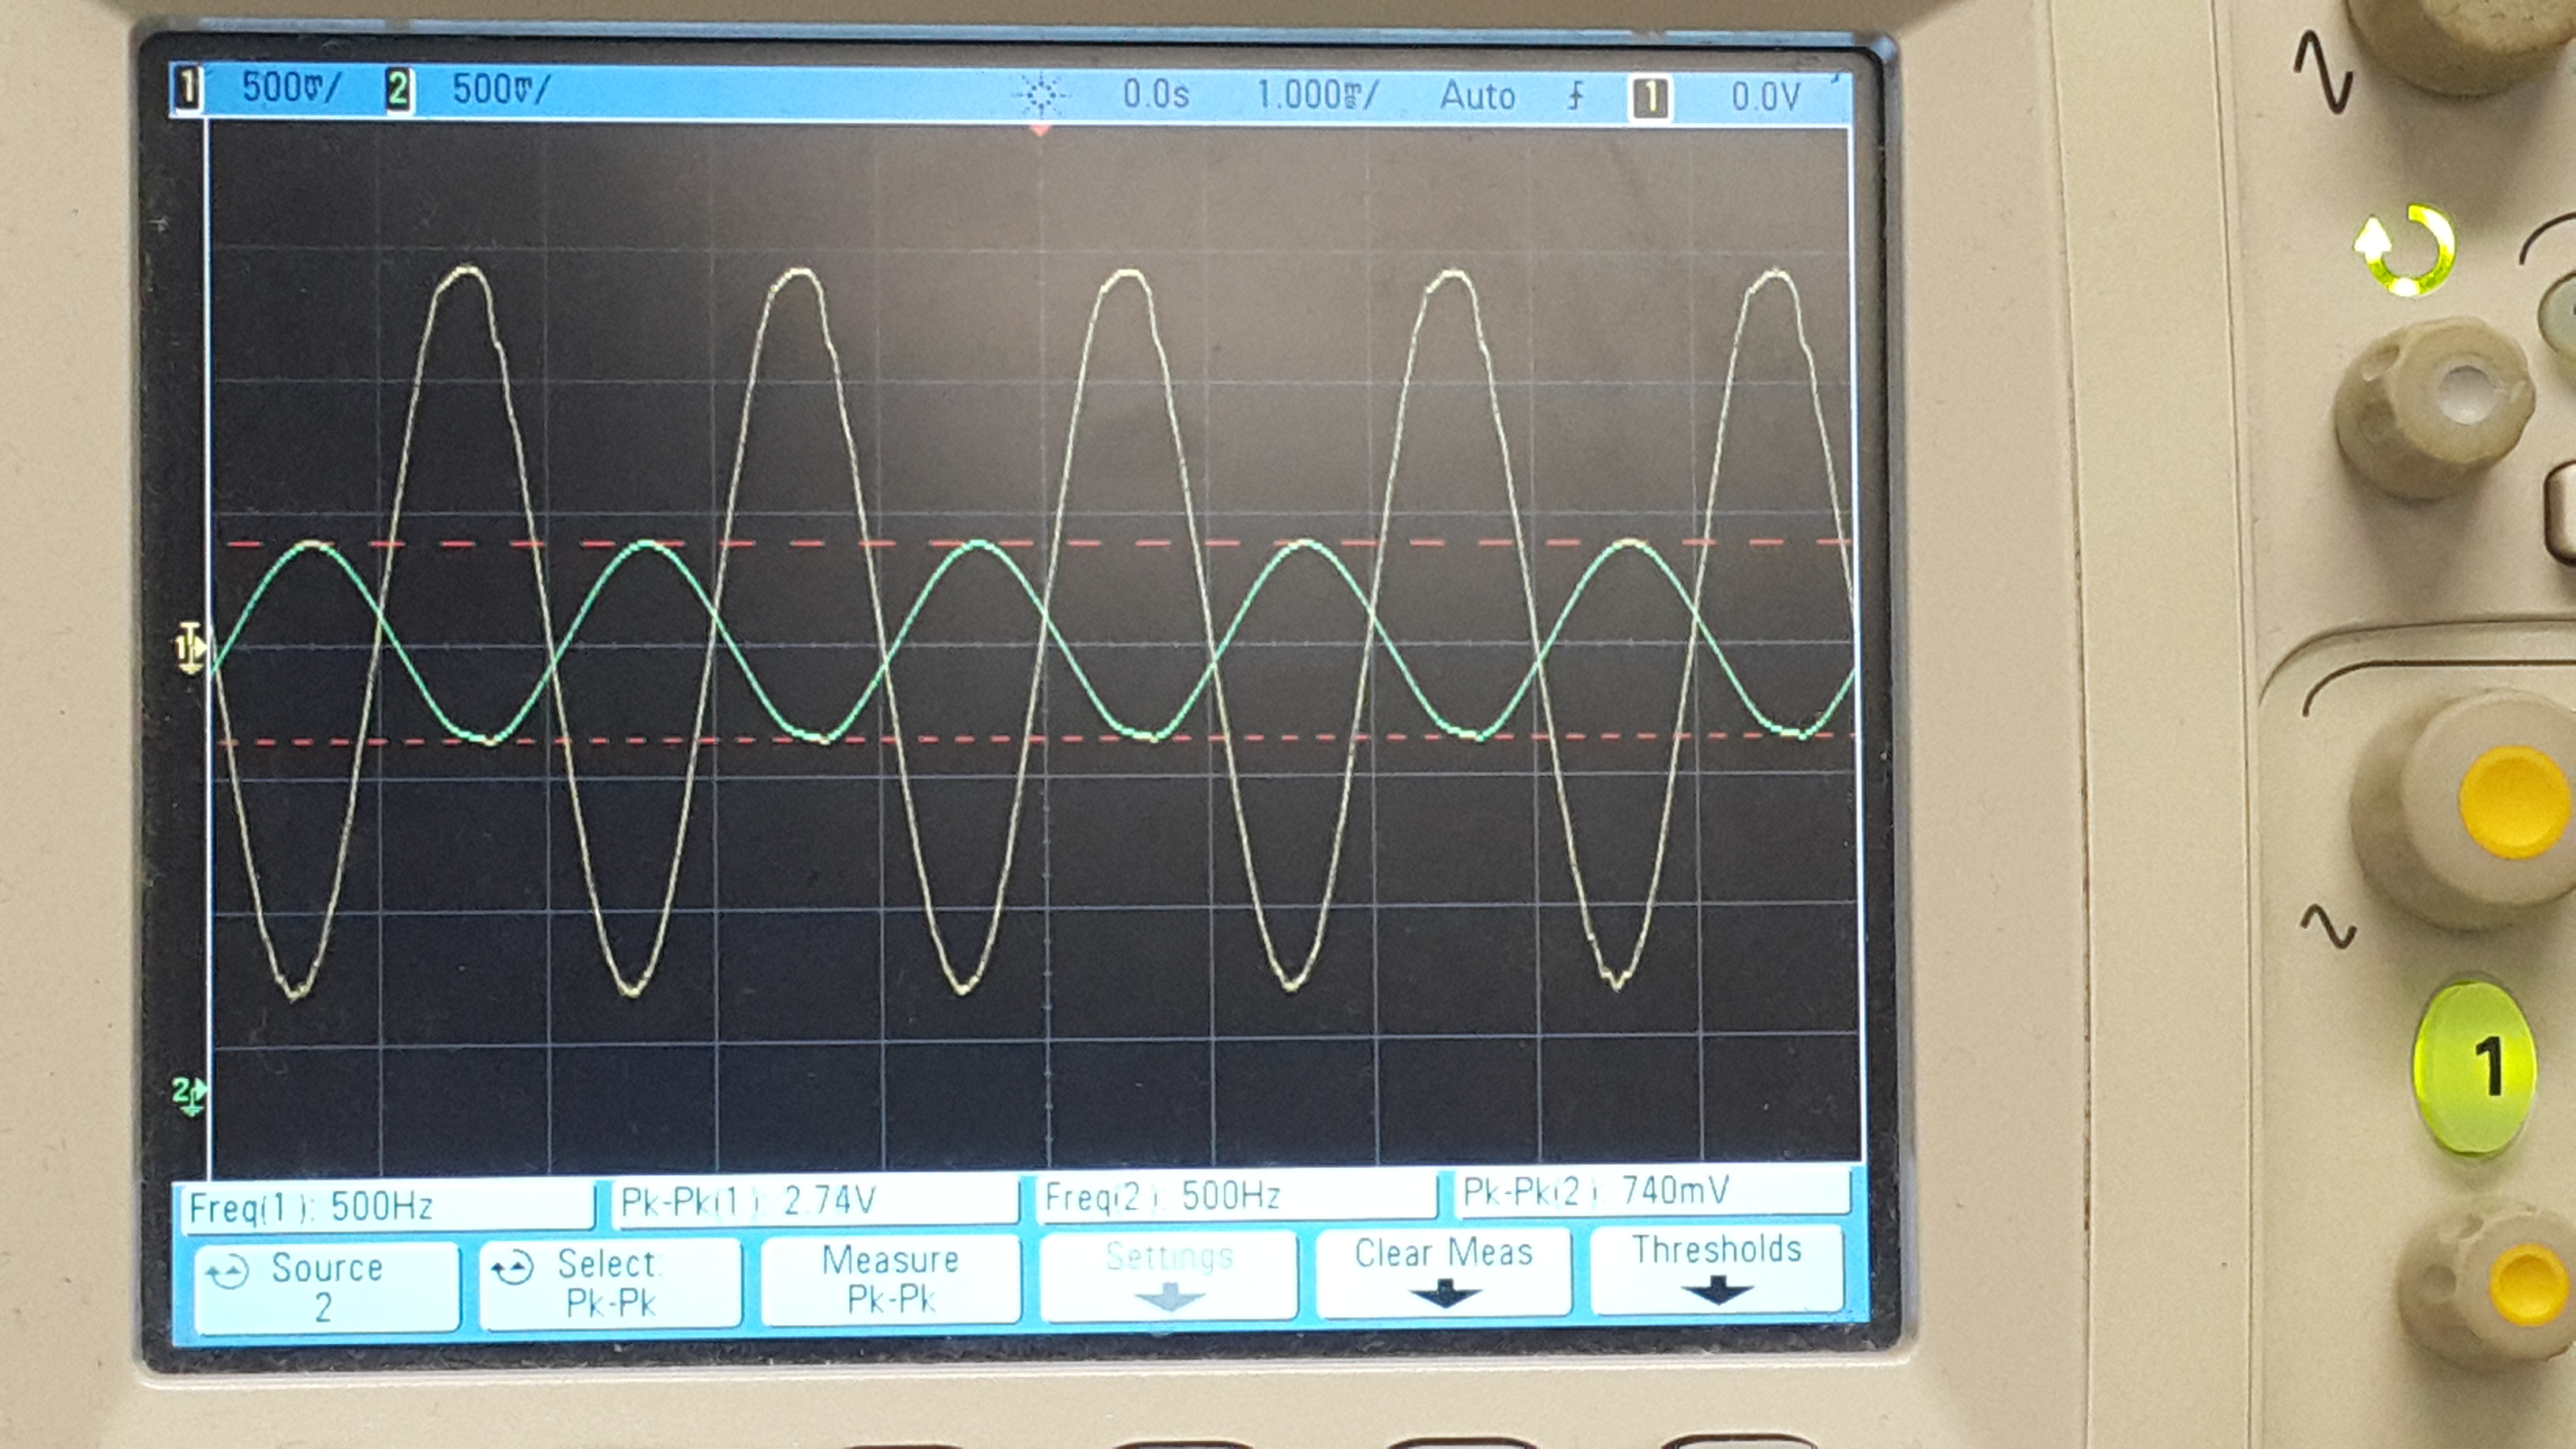 1 500mV/ 2 500mV/ 0.0s 1.000ms/ Auto 1 0.0V
1
2
Freq(1): 500Hz Pk-Pk(1): 2.74V Freq(2): 500Hz Pk-Pk(2): 740mV
Source Select: Measure Settings Clear Meas Thresholds
2 Pk-Pk Pk-Pk
1